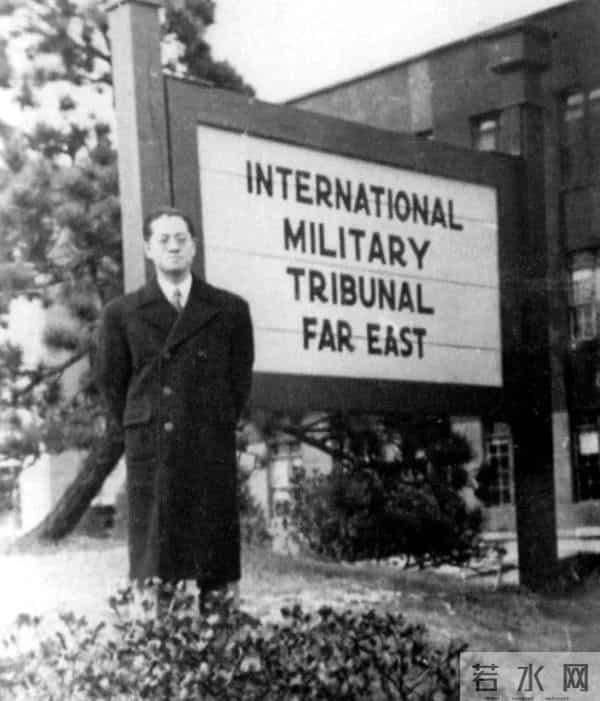 INTERNATIONAL
MILITARY
TRIBUNAL
FAR EAST
若水网